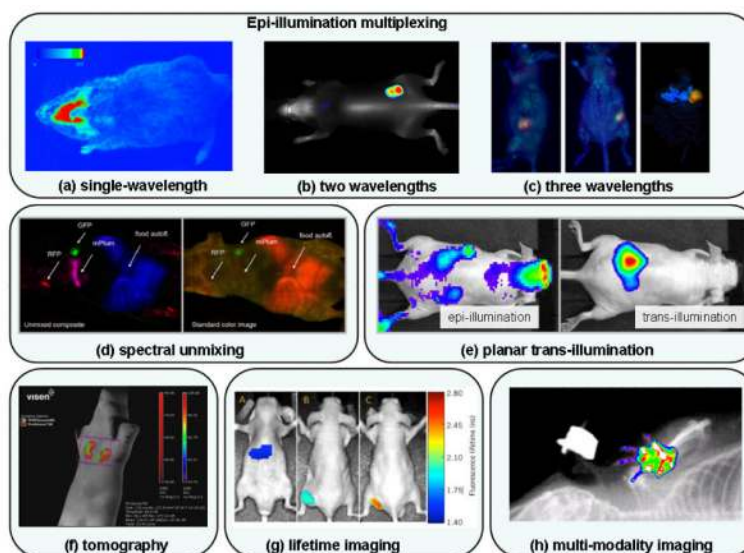 Epi-illumination multiplexing
(a) single-wavelength
(b) two wavelengths
(c) three wavelengths
GFP
RFP
mPlum
food autofl.
Unmixed composite
GFP
RFP
mPlum
food autofl.
Standard color image
(d) spectral unmixing
epi-illumination
trans-illumination
(e) planar trans-illumination
visen
(f) tomography
A
B
C
2.80
2.45
2.10
1.75
1.40
Fluorescence lifetime (ns)
(g) lifetime imaging
(h) multi-modality imaging